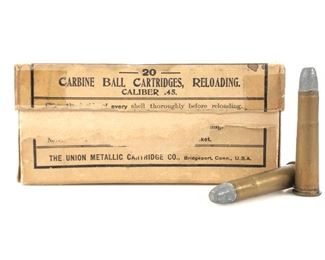 20
CARBINE BALL CARTRIDGES, RELOADING.
CALIBER .45.
of every shell thoroughly before reloading.
THE UNION METALLIC CARTRIDGE CO., Bridgeport, Conn., U.S.A.